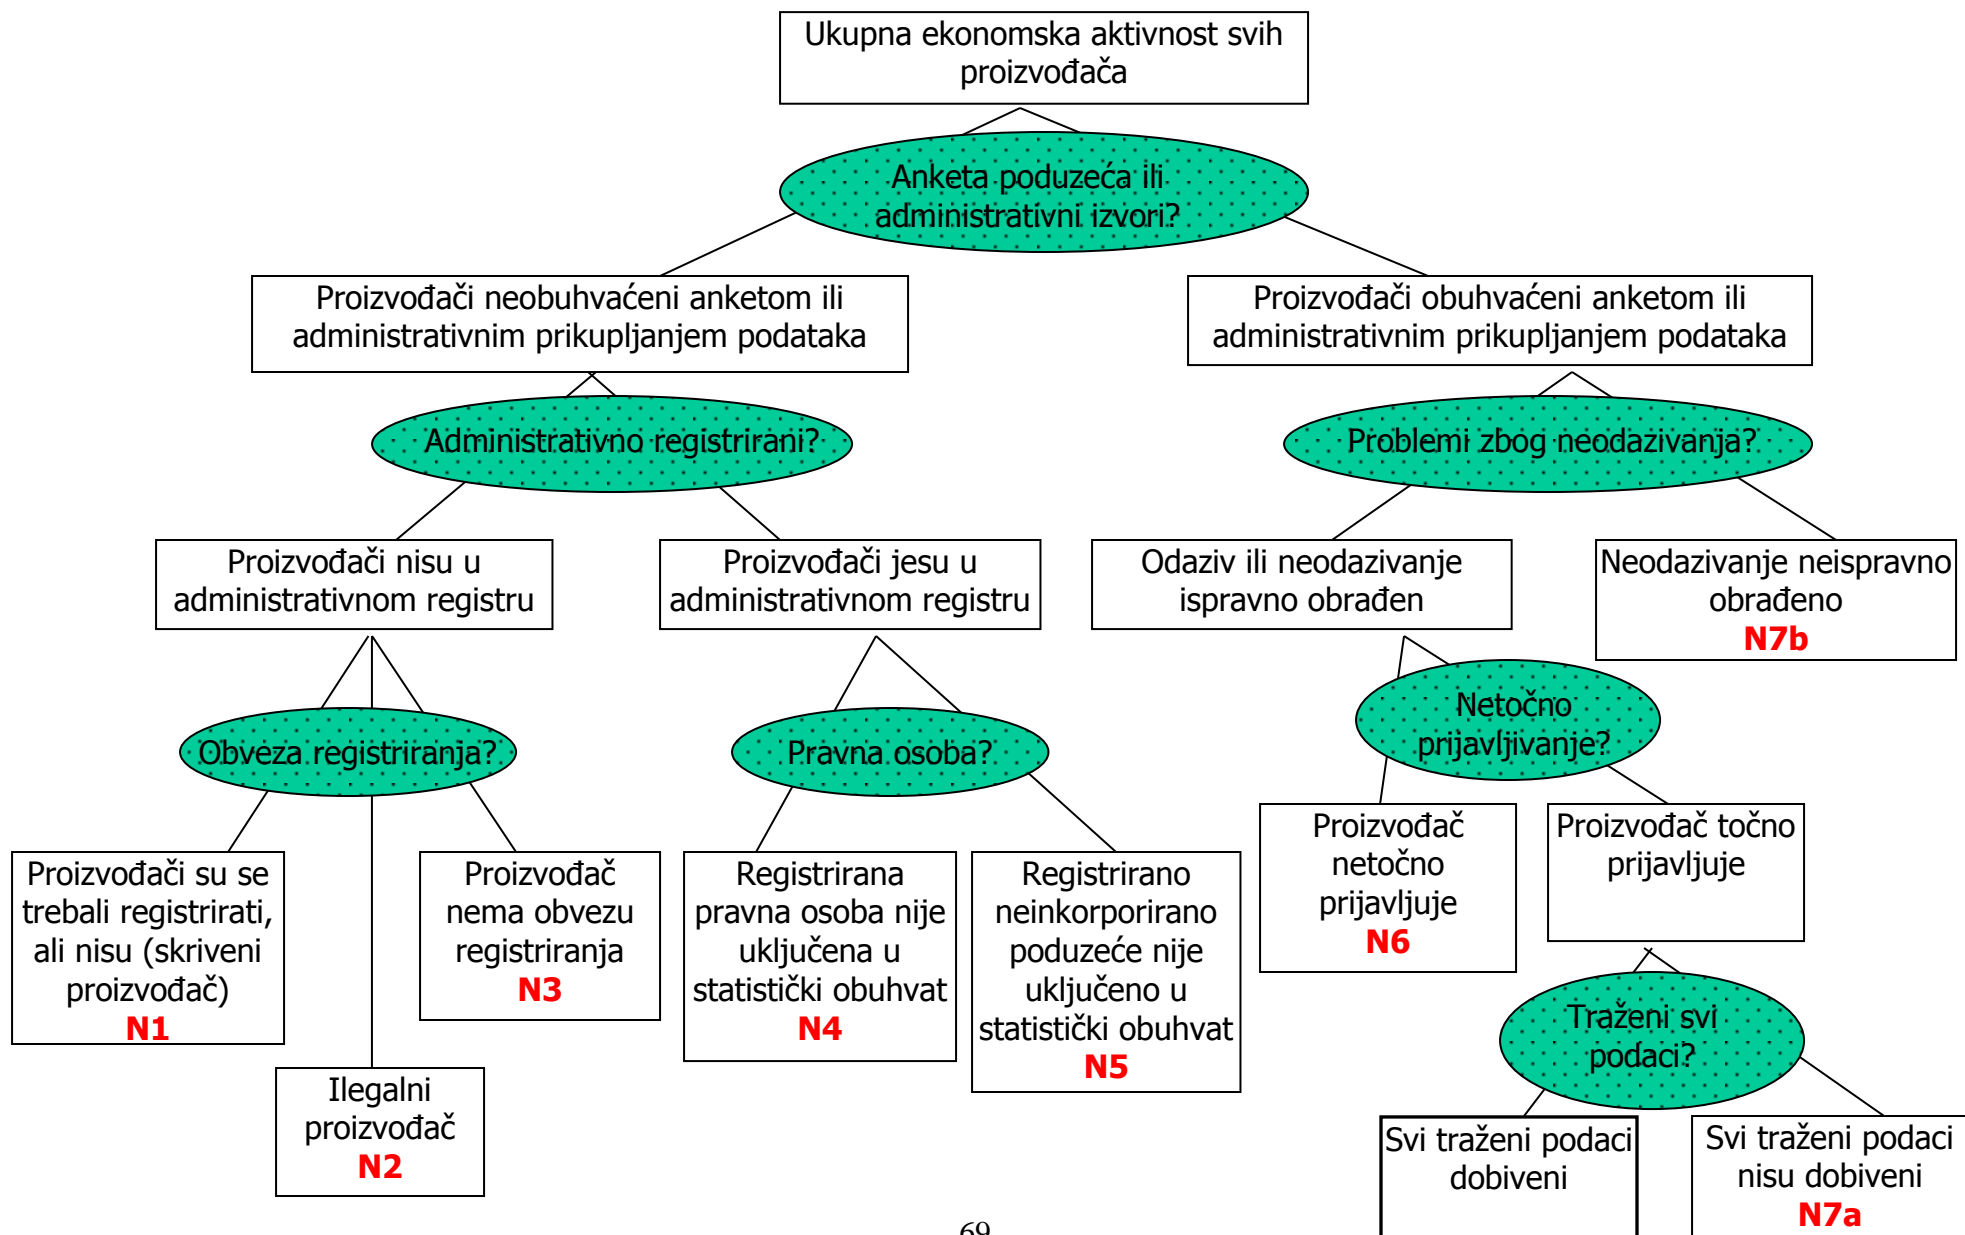 Ukupna ekonomska aktivnost svih
proizvođača
Anketa poduzeća ili
administrativni izvori?
Proizvođači neobuhvaćeni anketom ili
administrativnim prikupljanjem podataka
Proizvođači obuhvaćeni anketom ili
administrativnim prikupljanjem podataka
Administrativno registrirani?
Problemi zbog neodazivanja?
Proizvođači nisu u
administrativnom registru
Proizvođači jesu u
administrativnom registru
Odaziv ili neodazivanje
ispravno obrađen
Neodazivanje neispravno
obrađeno
N7b
Obveza registriranja?
Pravna osoba?
Netočno
prijavljivanje?
Proizvođači su se
trebali registrirati,
ali nisu (skriveni
proizvođač)
N1
Ilegalni
proizvođač
N2
Proizvođač
nema obvezu
registriranja
N3
Registrirana
pravna osoba nije
uključena u
statistički obuhvat
N4
Registrirano
neinkorporirano
poduzeće nije
uključeno u
statistički obuhvat
N5
Proizvođač
netočno
prijavljuje
N6
Proizvođač točno
prijavljuje
Traženi svi
podaci?
Svi traženi podaci
dobiveni
Svi traženi podaci
nisu dobiveni
N7a
69